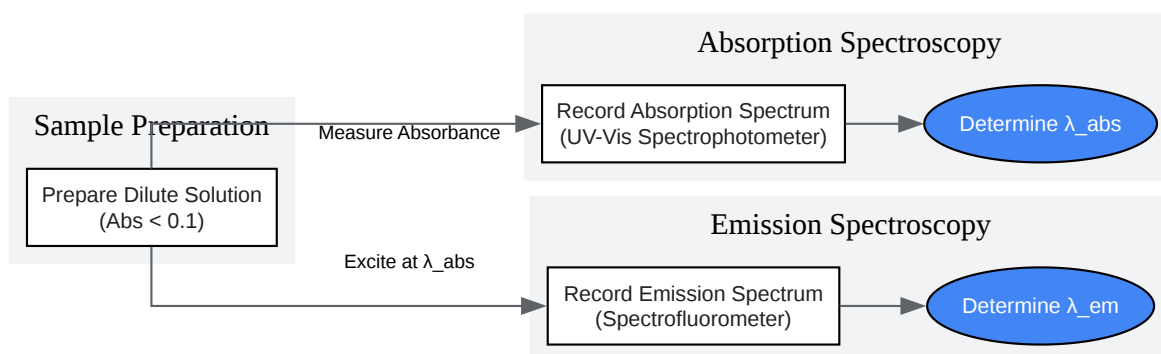 Sample Preparation
Prepare Dilute Solution
(Abs < 0.1)
Measure Absorbance
Excite at λ_abs
Absorption Spectroscopy
Record Absorption Spectrum
(UV-Vis Spectrophotometer)
Determine λ_abs
Emission Spectroscopy
Record Emission Spectrum
(Spectrofluorometer)
Determine λ_em